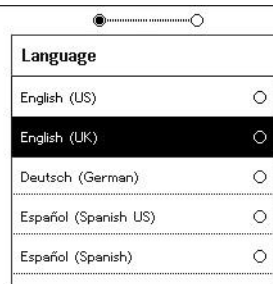 Language
English (US)
English (UK)
Deutsch (German)
Español (Spanish US)
Español (Spanish)